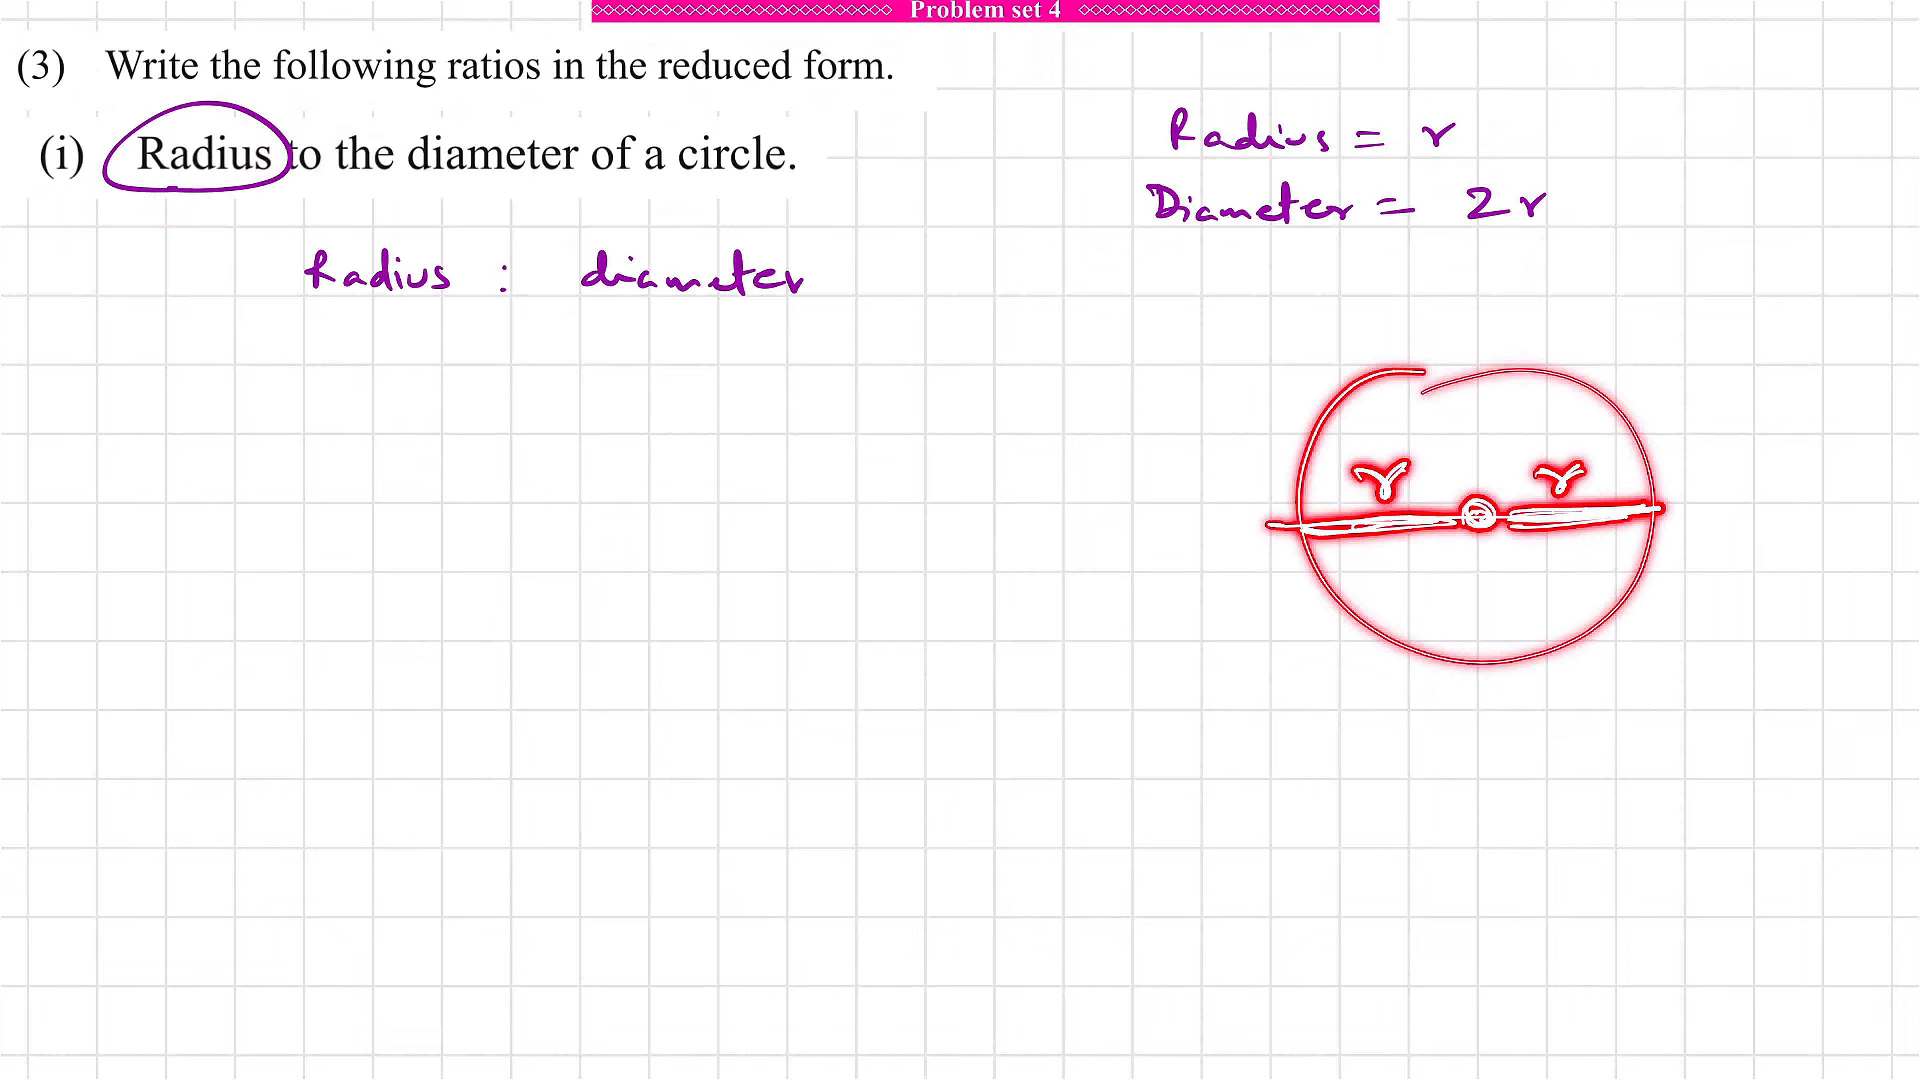 Problem set 4
(3) Write the following ratios in the reduced form.
(i) Radius to the diameter of a circle.
Radius : diameter
Radius = r
Diameter = 2r
r r